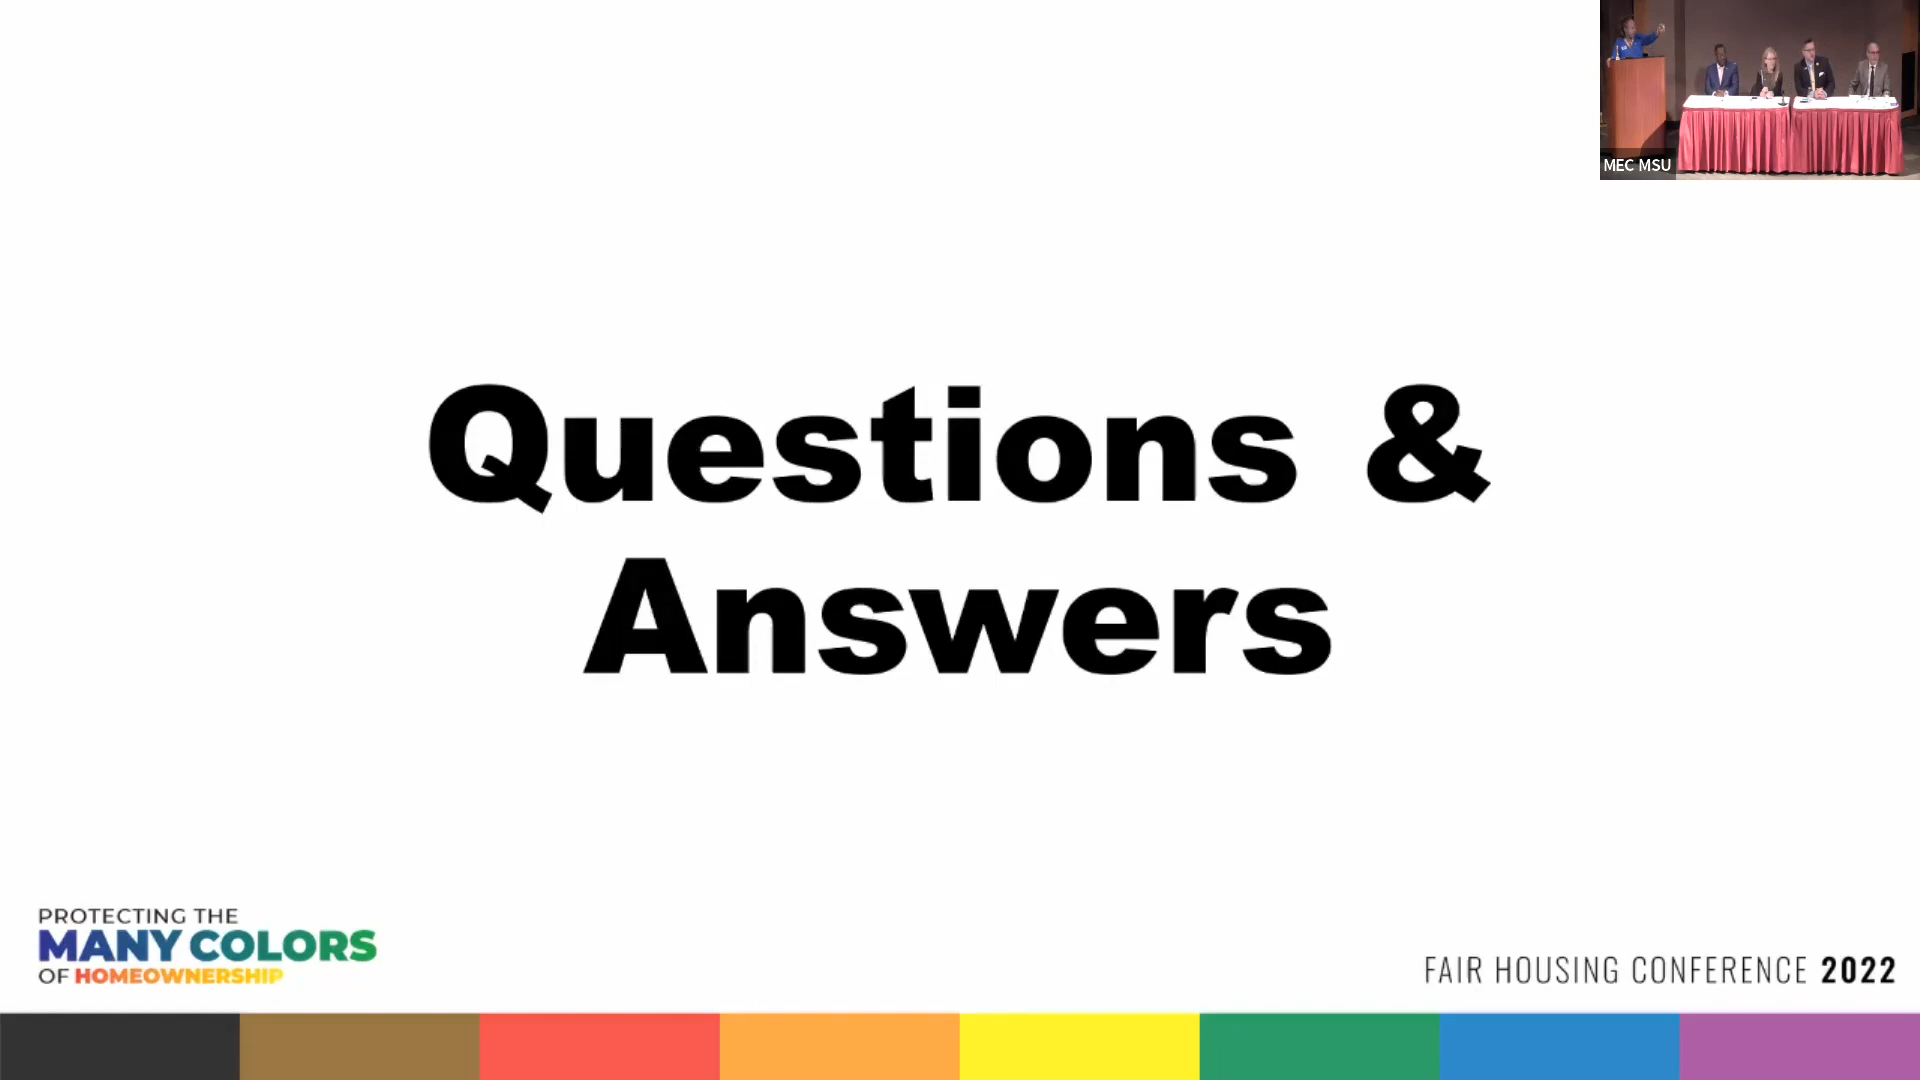 MEC MSU
Questions &
Answers
PROTECTING THE
MANY COLORS
OF HOMEOWNERSHIP
FAIR HOUSING CONFERENCE 2022